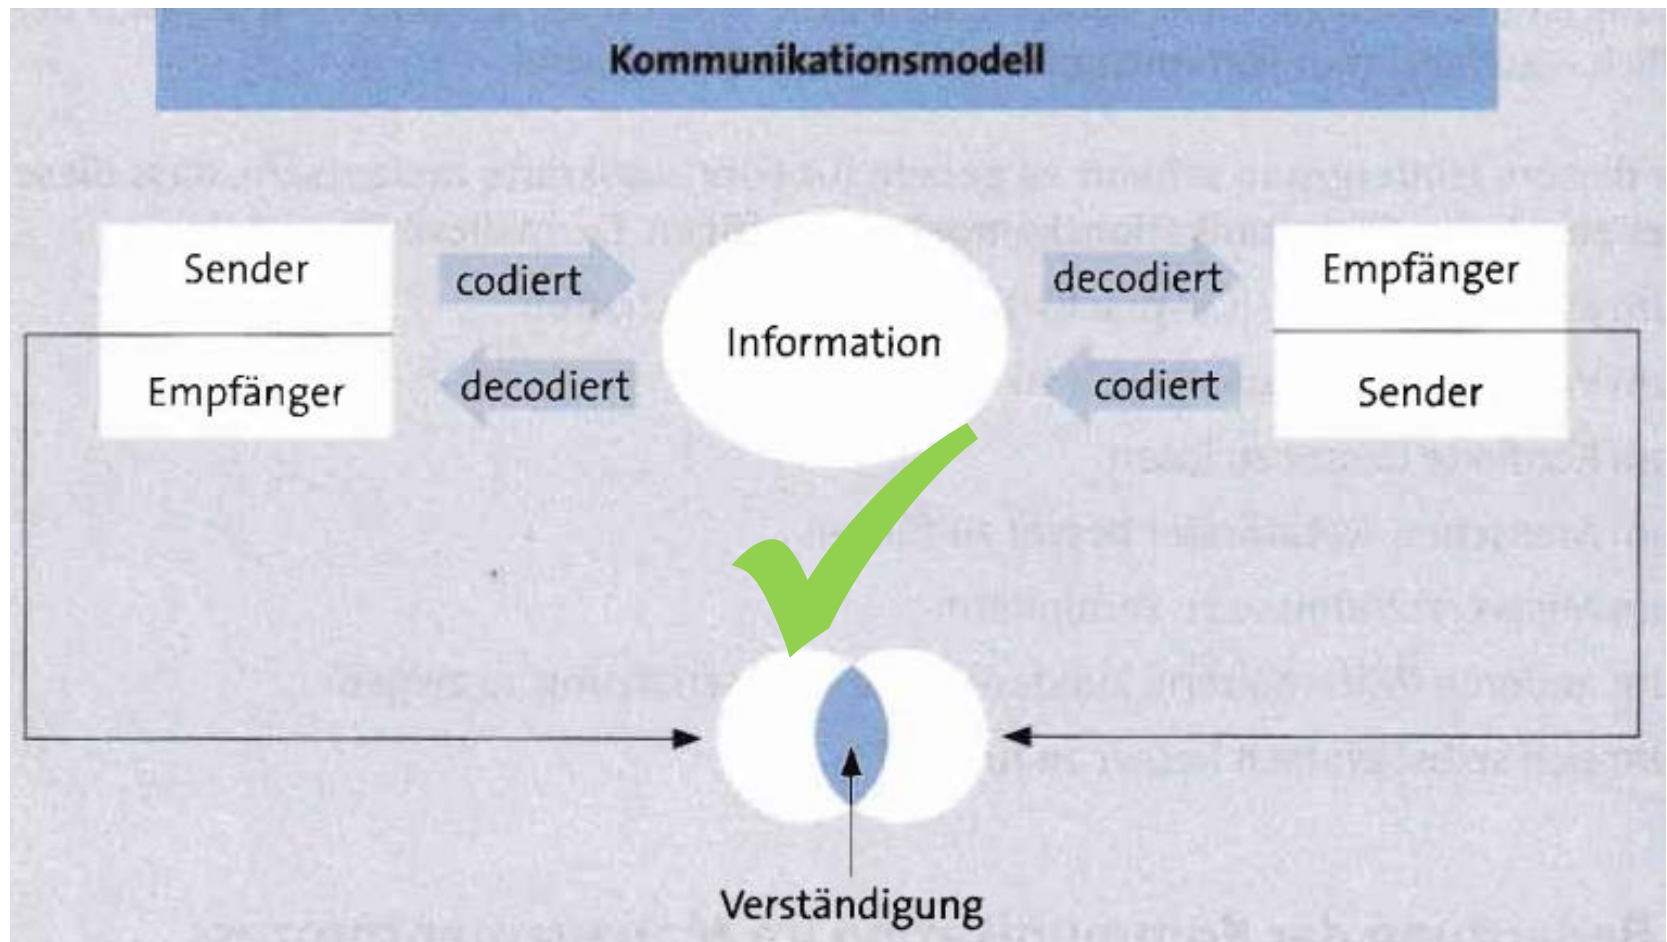 Kommunikationsmodell
Sender
codiert
decodiert
Empfänger
Information
Empfänger
decodiert
codiert
Sender
Verständigung